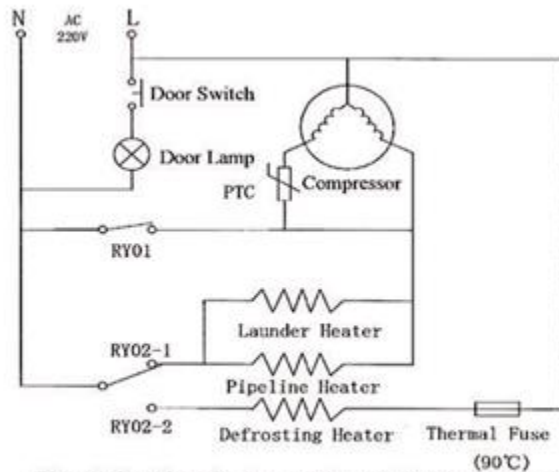 N AC L
220V
Door Switch
Door Lamp
PTC
Compressor
RY01
Launder Heater
RY02-1
Pipeline Heater
RY02-2
Defrosting Heater
Thermal Fuse
(90℃)